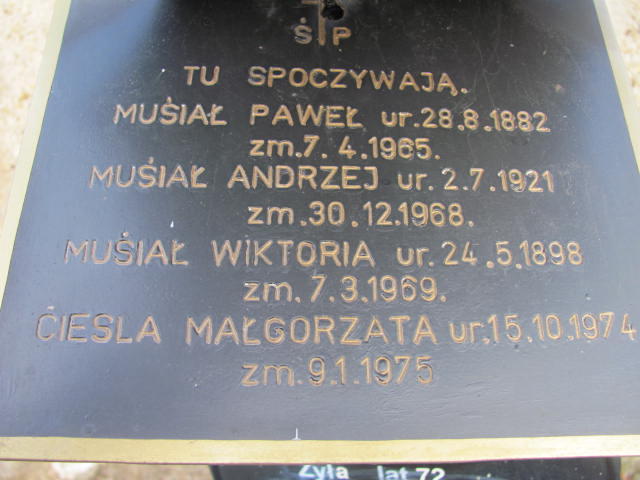 Ś P
TU SPOCZYWAJĄ.
MUŚIAŁ PAWEŁ ur. 28.8.1882
zm. 7.4.1965.
MUŚIAŁ ANDRZEJ ur. 2.7.1921
zm. 30.12.1968.
MUŚIAŁ WIKTORIA ur. 24.5.1898
zm. 7.3.1969.
CIEŚLA MAŁGORZATA ur. 15.10.1974
zm. 9.1.1975
Żyła lat 72